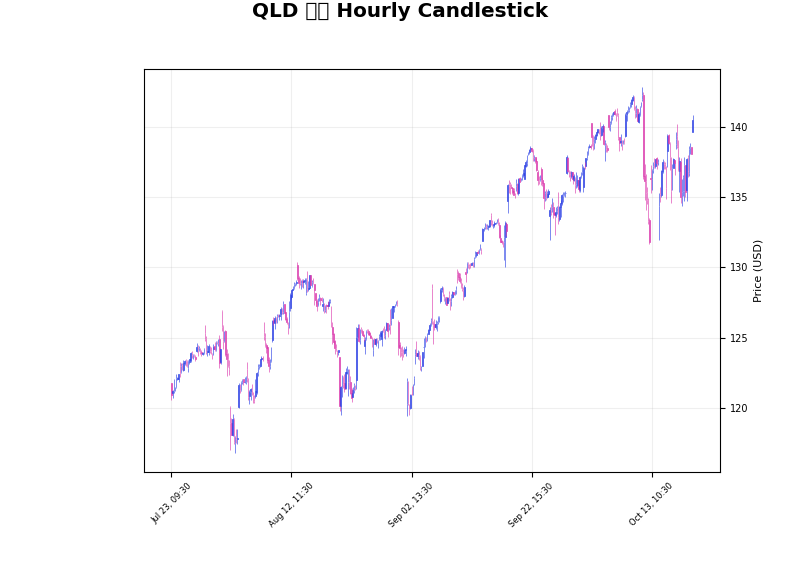 QLD Hourly Candlestick
140
135
130
125
120
Price (USD)
Jul 23, 09:30
Aug 12, 11:30
Sep 02, 13:30
Sep 22, 15:30
Oct 13, 10:30